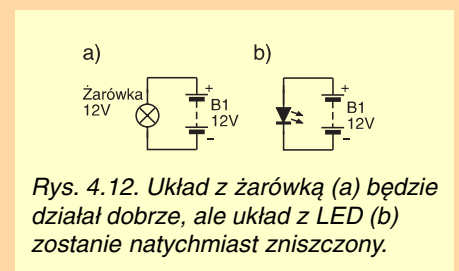 a)
b)
Żarówka
12V
+
B1
12V
-
+
B1
12V
-
Rys. 4.12. Układ z żarówką (a) będzie
działał dobrze, ale układ z LED (b)
zostanie natychmiast zniszczony.